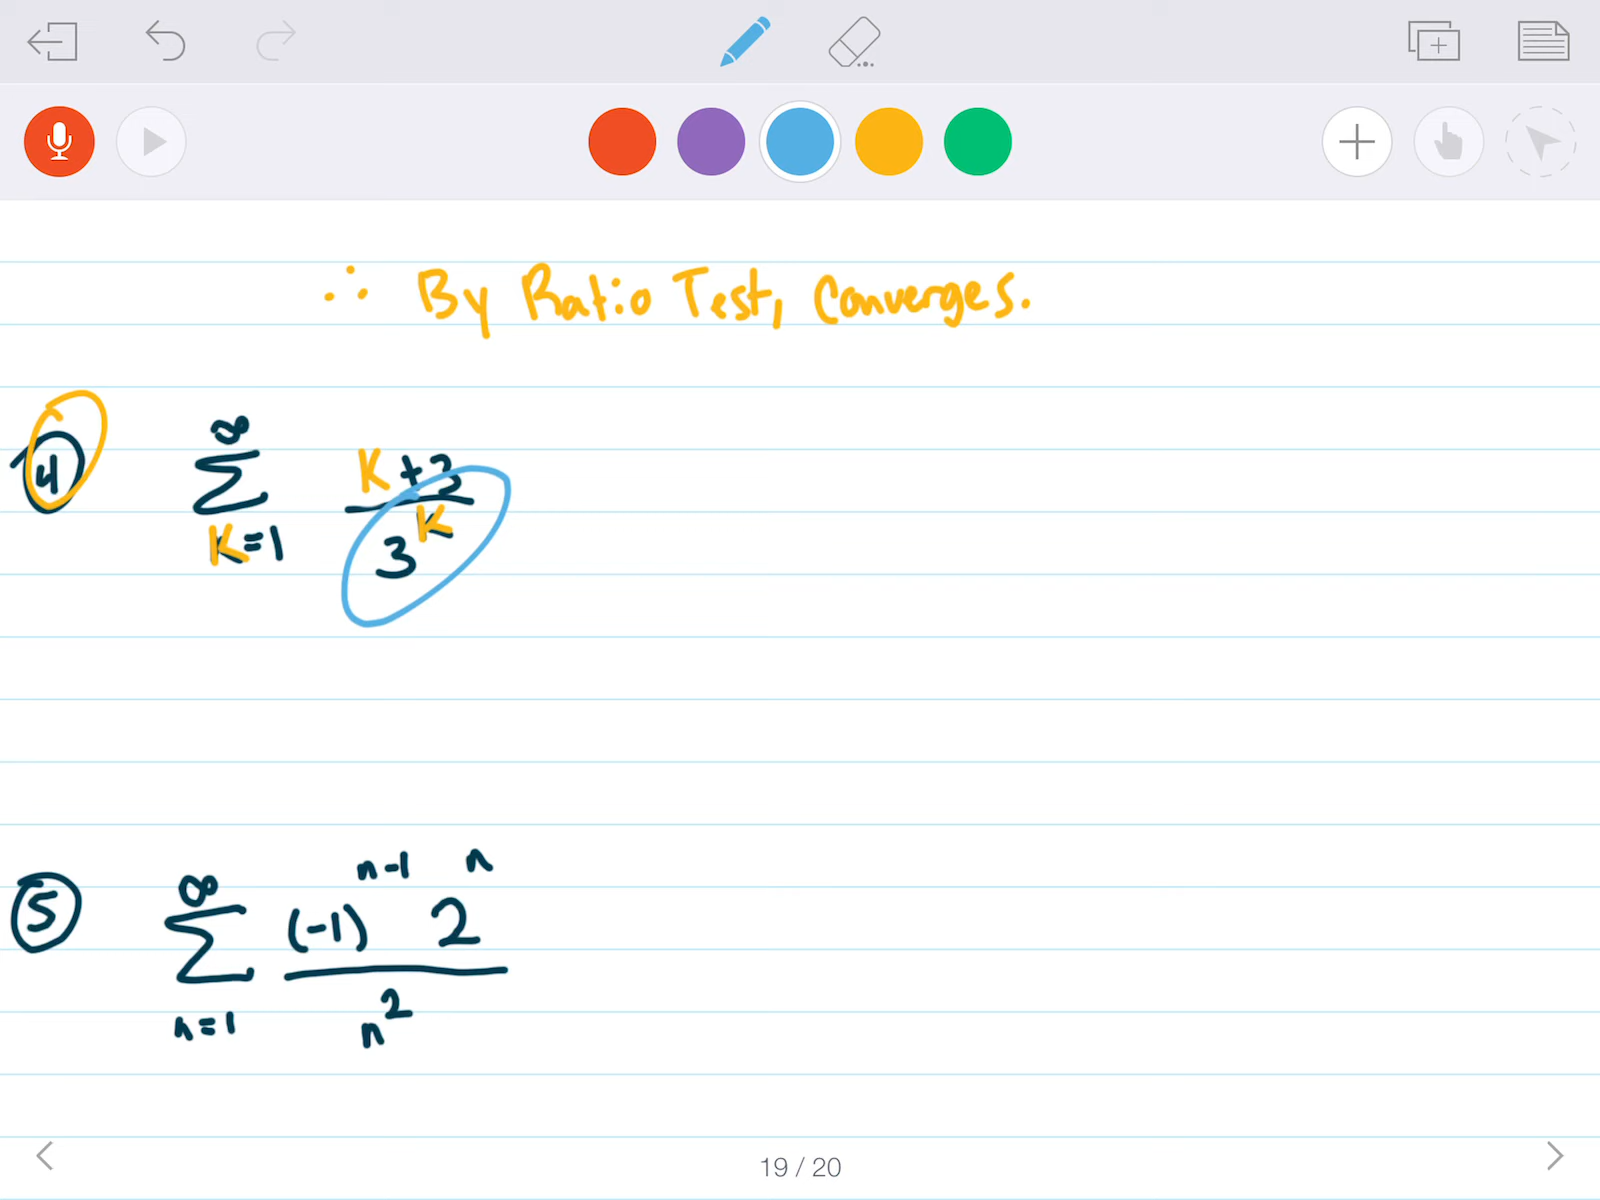 ∴ By Ratio Test, Converges.
④ ∞
∑ K+2
K=1 3^K
⑤ ∞ n-1 n
∑ (-1) 2
n=1 n^2
19 / 20